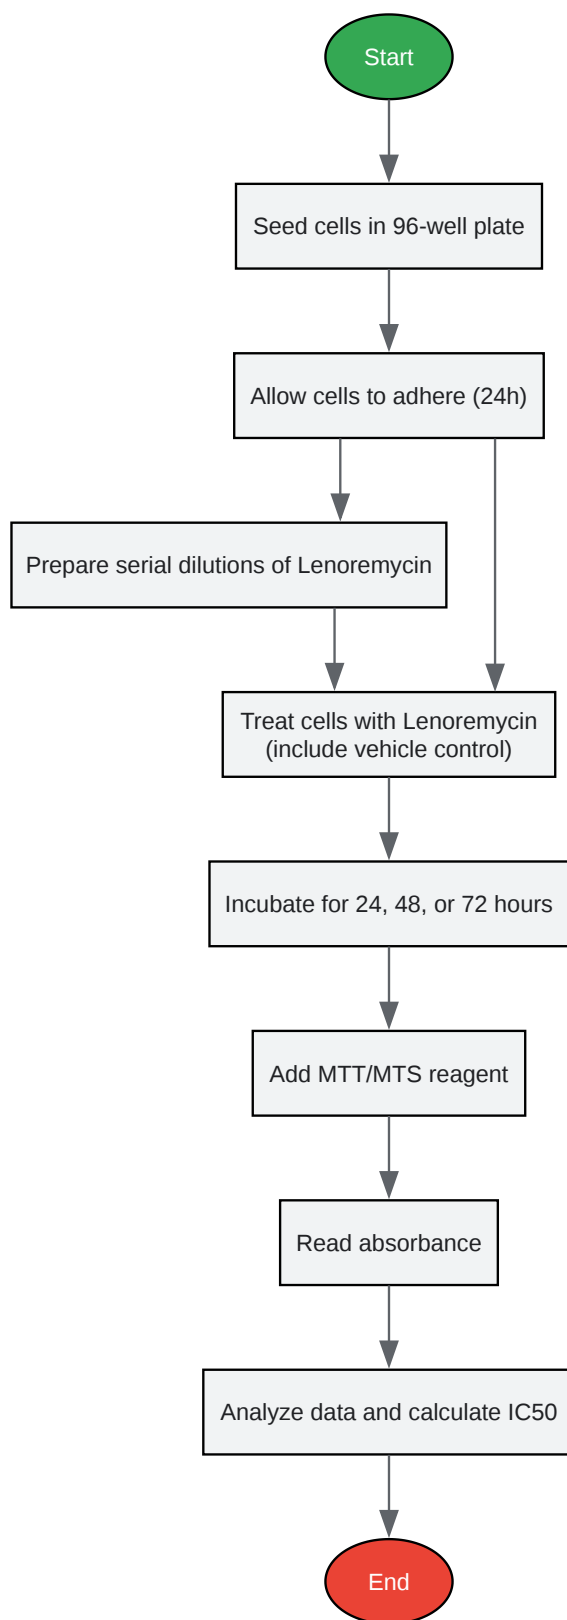 Start
Seed cells in 96-well plate
Allow cells to adhere (24h)
Prepare serial dilutions of Lenoremycin
Treat cells with Lenoremycin
(include vehicle control)
Incubate for 24, 48, or 72 hours
Add MTT/MTS reagent
Read absorbance
Analyze data and calculate IC50
End